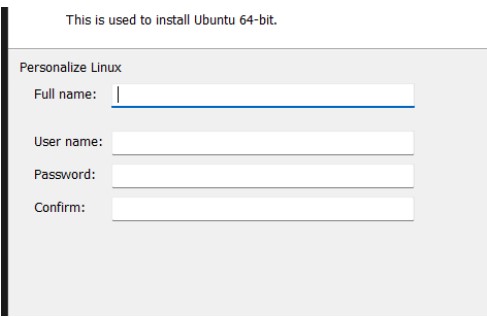 This is used to install Ubuntu 64-bit.
Personalize Linux
Full name:
User name:
Password:
Confirm: